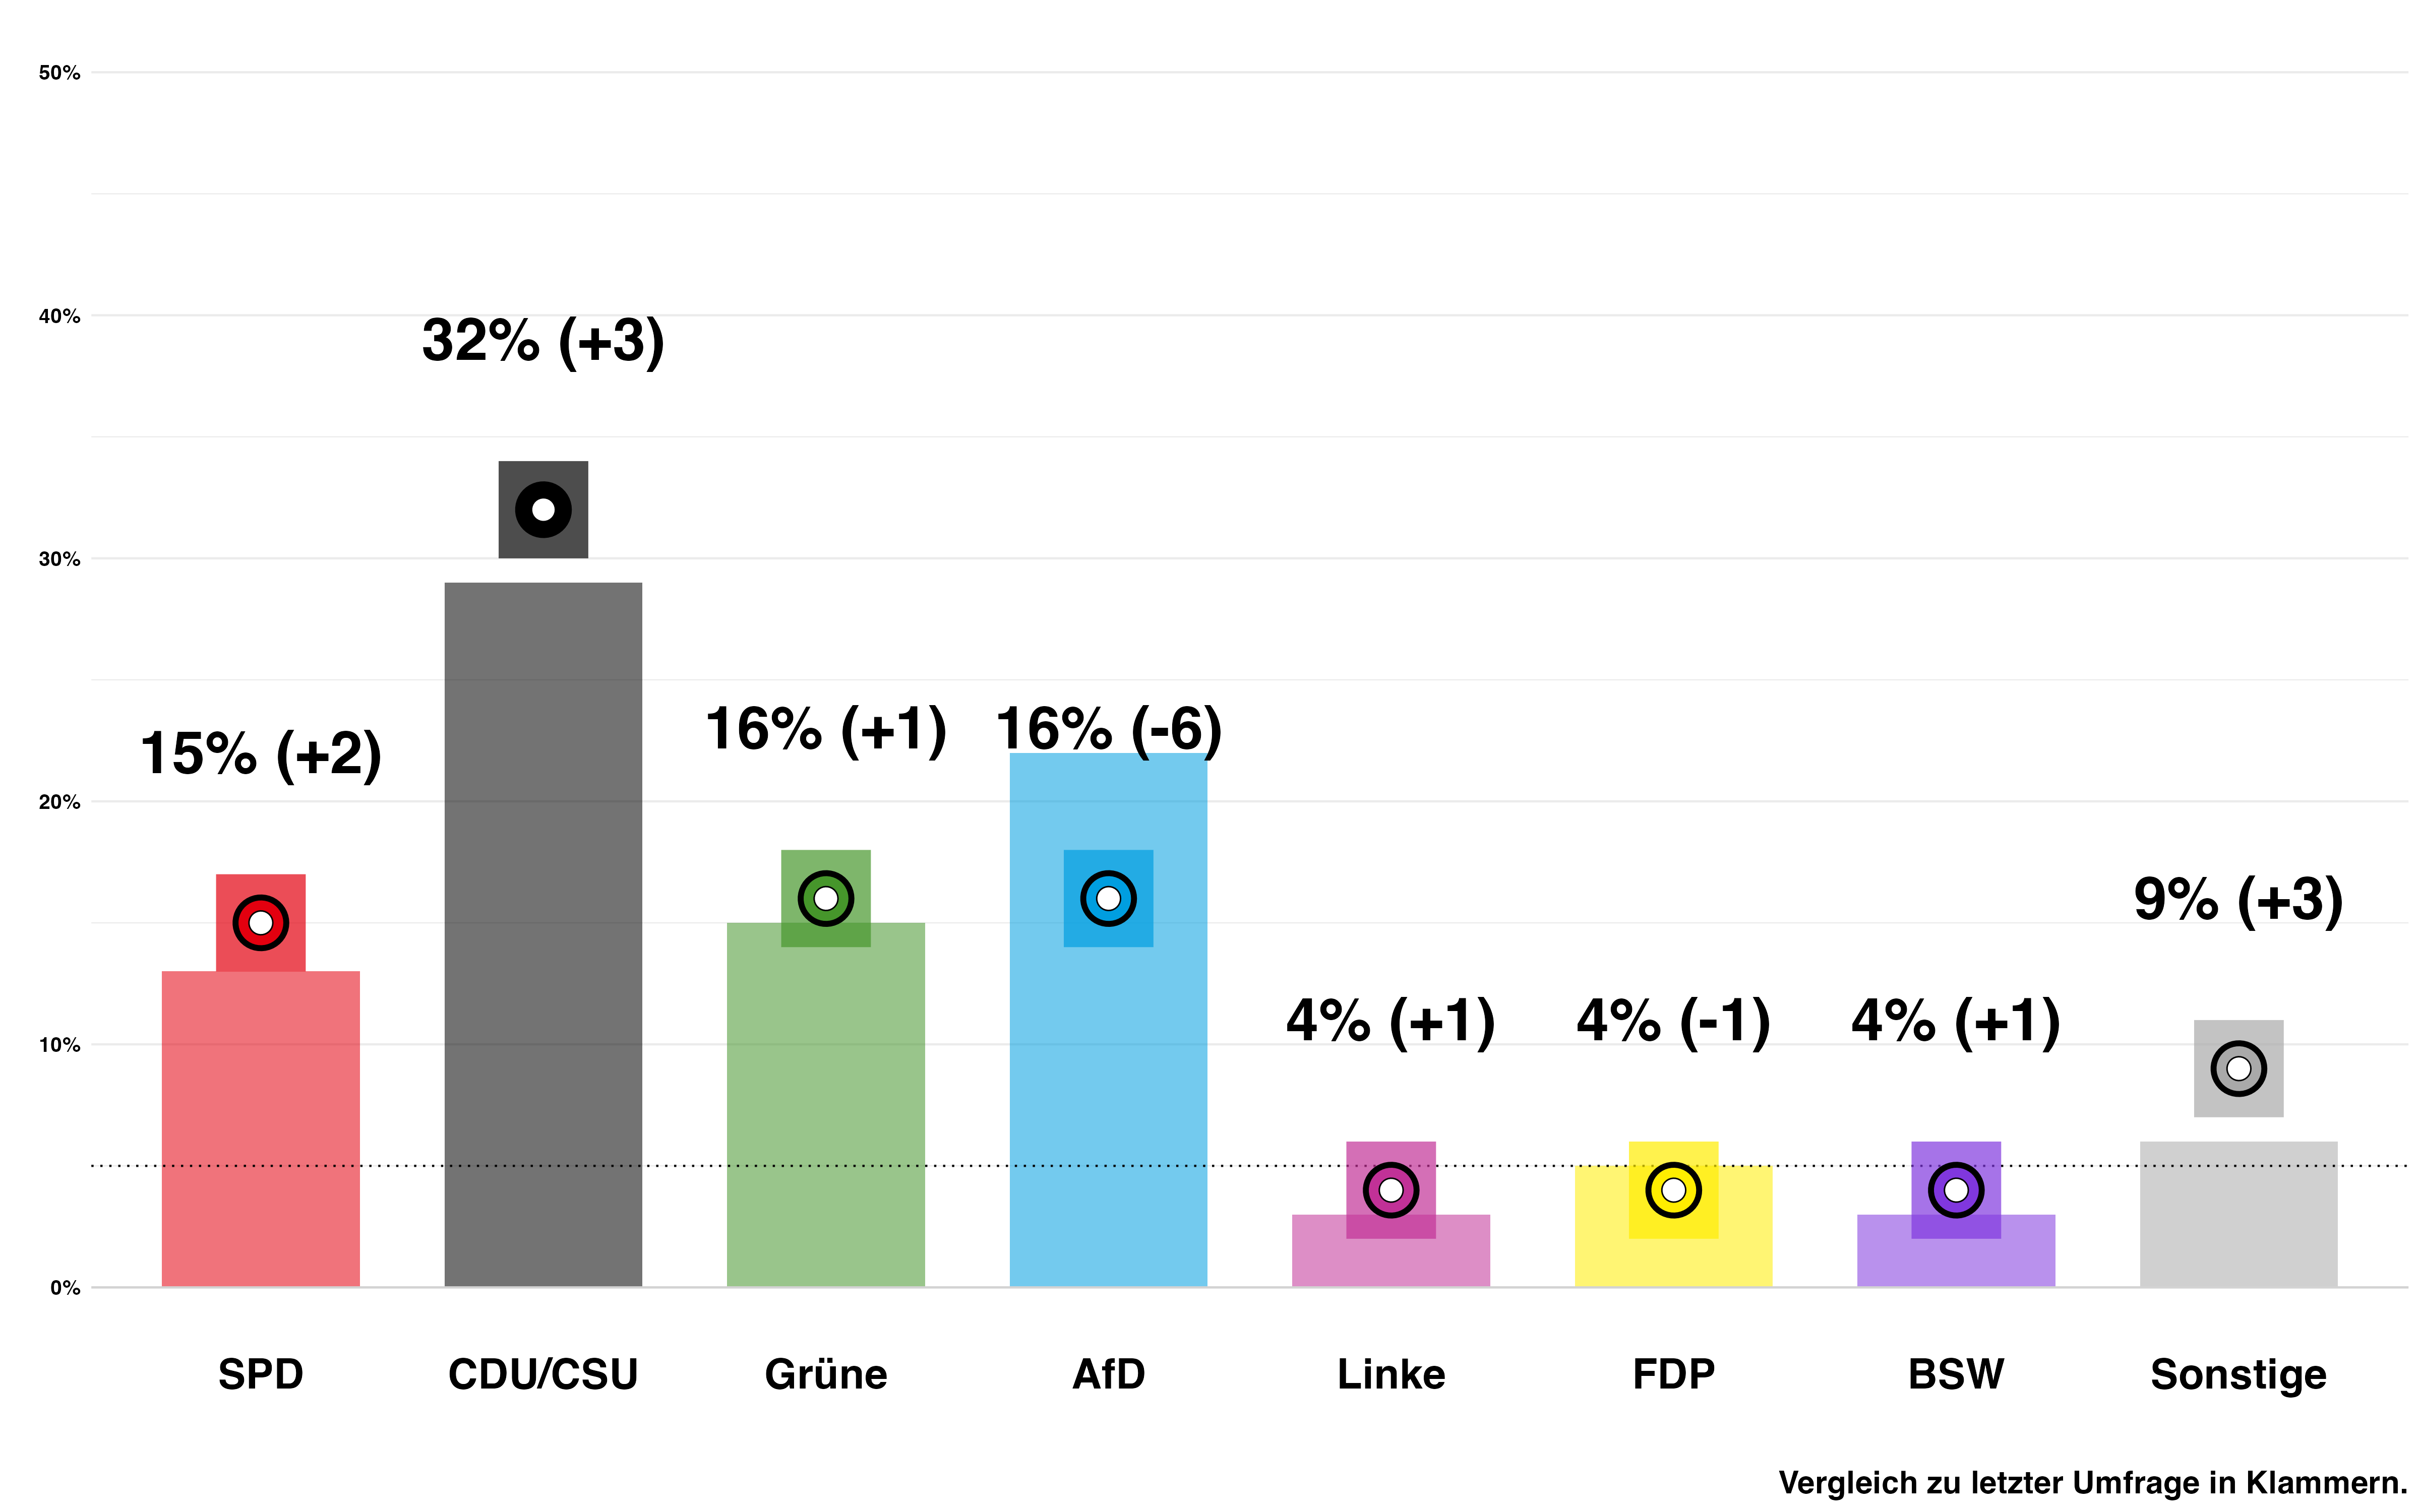 50%
40%
32% (+3)
30%
16% (+1) 16% (-6)
15% (+2)
20%
9% (+3)
4% (+1) 4% (-1) 4% (+1)
10%
0%
SPD CDU/CSU Grüne AfD Linke FDP BSW Sonstige
Vergleich zu letzter Umfrage in Klammern.